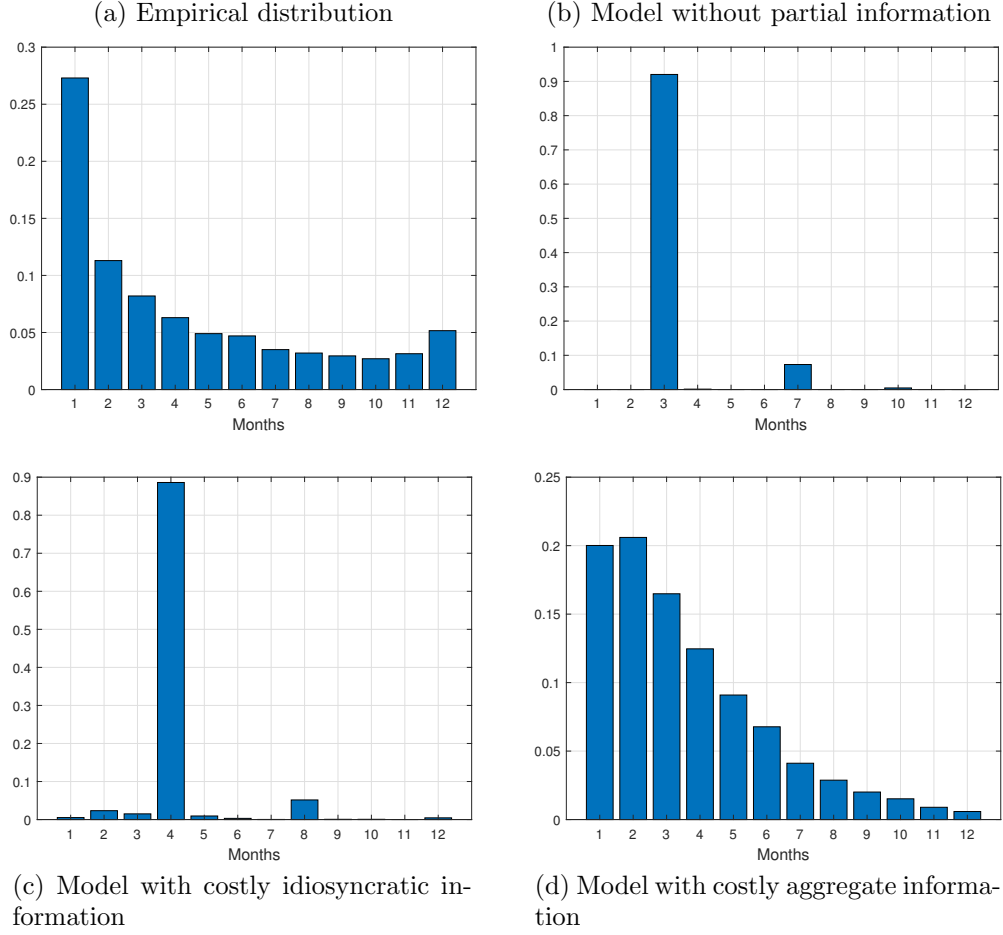 (a) Empirical distribution
0.3
0.25
0.2
0.15
0.1
0.05
0
1 2 3 4 5 6 7 8 9 10 11 12
Months
(b) Model without partial information
1
0.9
0.8
0.7
0.6
0.5
0.4
0.3
0.2
0.1
0
1 2 3 4 5 6 7 8 9 10 11 12
Months
0.9
0.8
0.7
0.6
0.5
0.4
0.3
0.2
0.1
0
1 2 3 4 5 6 7 8 9 10 11 12
Months
(c) Model with costly idiosyncratic in-
formation
0.25
0.2
0.15
0.1
0.05
0
1 2 3 4 5 6 7 8 9 10 11 12
Months
(d) Model with costly aggregate informa-
tion